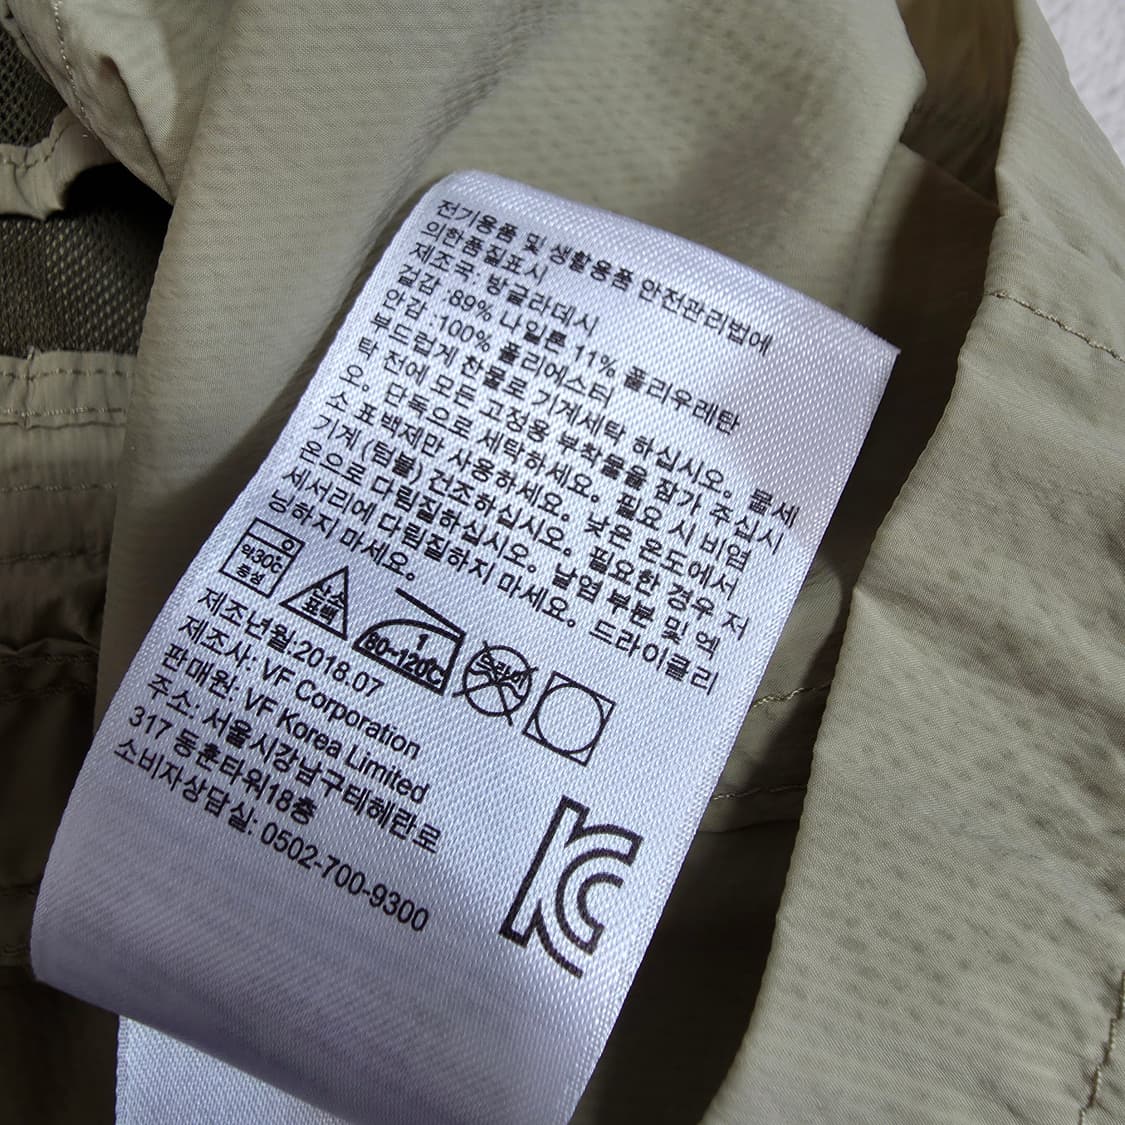 전기용품 및 생활용품 안전관리법에
의한품질표시
제조국: 방글라데시
겉감 :89% 나일론 11% 폴리우레탄
안감 :100% 폴리에스터
부드럽게 찬물로 기계세탁 하십시오. 물세
탁 전에 모든 고정용 부착물을 잠가 주십시
오. 단독으로 세탁하세요. 필요 시 비염
소 표백제만 사용하세요. 낮은 온도에서
기계 (텀블) 건조하십시오. 필요한 경우 저
온으로 다림질하십시오. 날염 부분 및 엑
세서리에 다림질하지 마세요. 드라이클리
닝하지 마세요.
약30℃
중성
산소
표백
1
80~120℃
드라이
제조년월:2018.07
제조사: VF Corporation
판매원: VF Korea Limited
주소: 서울시강남구테헤란로
317 동훈타워18층
소비자상담실: 0502-700-9300
KC